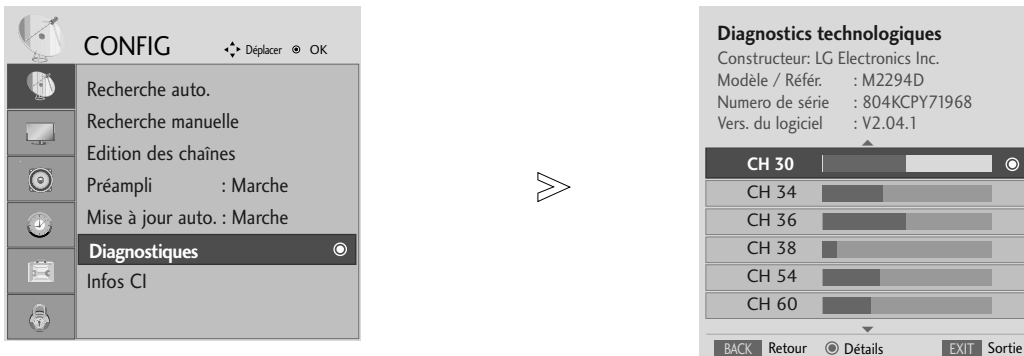 CONFIG
Déplacer OK
Recherche auto.
Recherche manuelle
Edition des chaînes
Préampli : Marche
Mise à jour auto. : Marche
Diagnostiques
Infos CI
Diagnostics technologiques
Constructeur: LG Electronics Inc.
Modèle / Référ. : M2294D
Numero de série : 804KCPY71968
Vers. du logiciel : V2.04.1
CH 30
CH 34
CH 36
CH 38
CH 54
CH 60
BACK Retour Détails EXIT Sortie